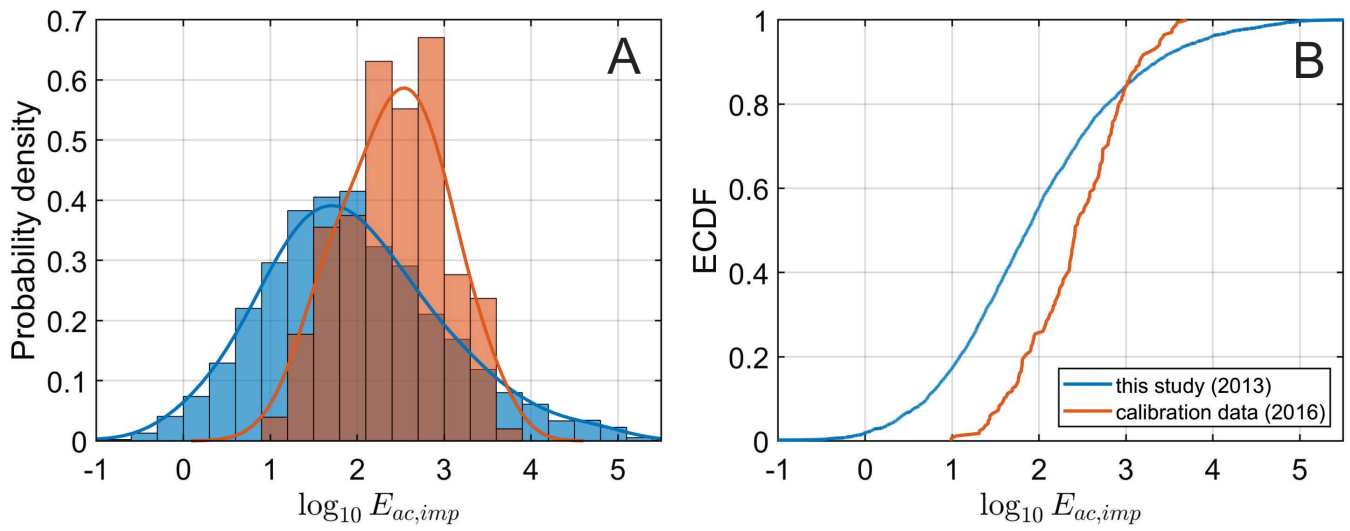 A
Probability density
0.7
0.6
0.5
0.4
0.3
0.2
0.1
0
-1 0 1 2 3 4 5
log10 Eac,imp
B
ECDF
1
0.8
0.6
0.4
0.2
0
this study (2013)
calibration data (2016)
-1 0 1 2 3 4 5
log10 Eac,imp